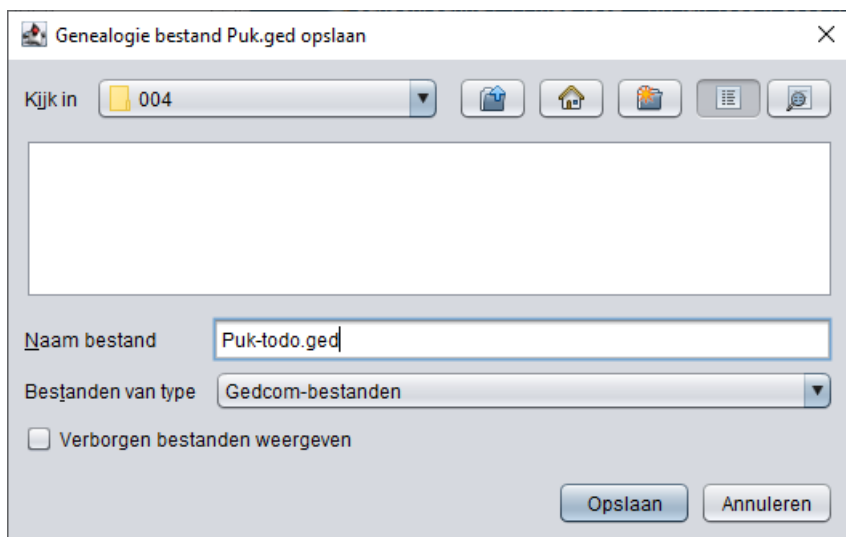 Genealogie bestand Puk.ged opslaan
Kijk in 004
Naam bestand Puk-todo.ged
Bestanden van type Gedcom-bestanden
Verborgen bestanden weergeven
Opslaan Annuleren